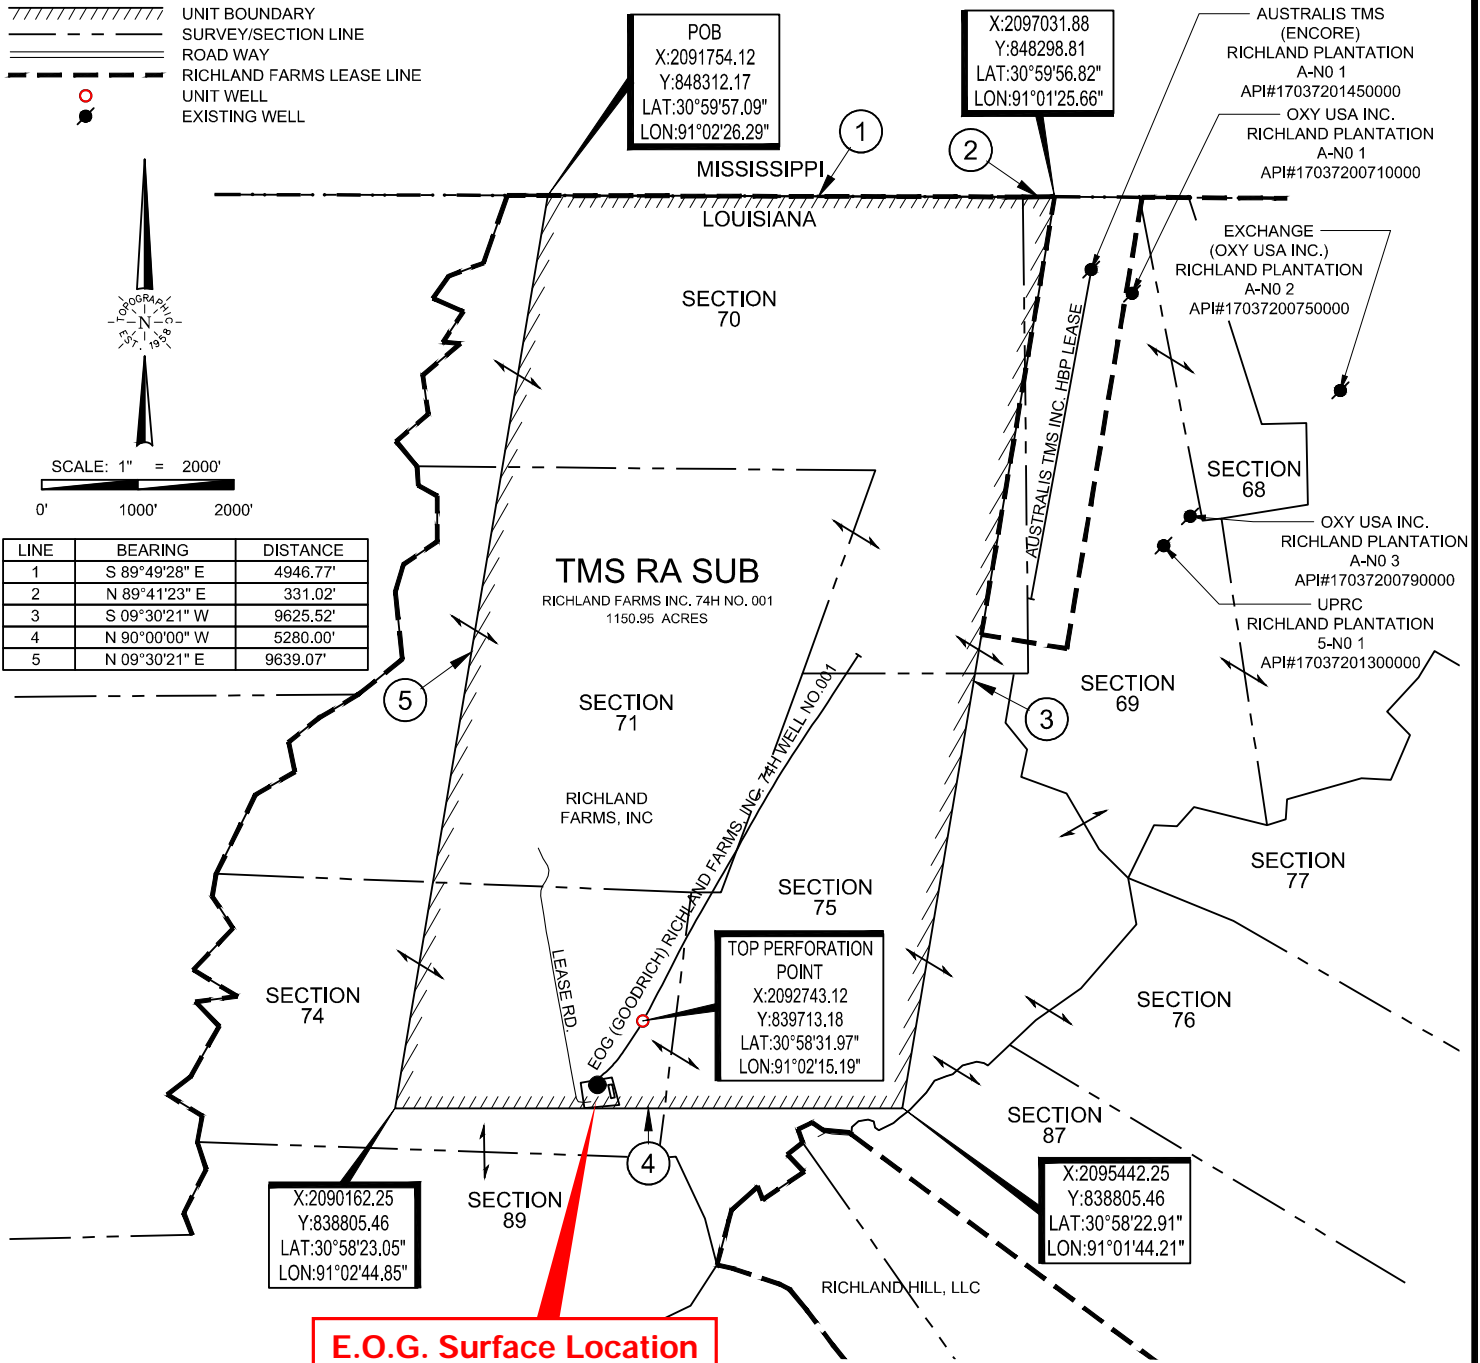 UNIT BOUNDARY
SURVEY/SECTION LINE
ROAD WAY
RICHLAND FARMS LEASE LINE
UNIT WELL
EXISTING WELL
POB
X:2091754.12
Y:848312.17
LAT:30°59'57.09"
LON:91°02'26.29"
X:2097031.88
Y:848298.81
LAT:30°59'56.82"
LON:91°01'25.66"
AUSTRALIS TMS
(ENCORE)
RICHLAND PLANTATION
A-N0 1
API#17037201450000
OXY USA INC.
RICHLAND PLANTATION
A-N0 1
API#17037200710000
EXCHANGE
(OXY USA INC.)
RICHLAND PLANTATION
A-N0 2
API#17037200750000
1
2
MISSISSIPPI
LOUISIANA
TOPOGRAPHIC
N
EST. 1958
SCALE: 1" = 2000'
0' 1000' 2000'
LINE BEARING DISTANCE
1 S 89°49'28" E 4946.77'
2 N 89°41'23" E 331.02'
3 S 09°30'21" W 9625.52'
4 N 90°00'00" W 5280.00'
5 N 09°30'21" E 9639.07'
SECTION
70
AUSTRALIS TMS INC. HBP LEASE
SECTION
68
OXY USA INC.
RICHLAND PLANTATION
A-N0 3
API#17037200790000
UPRC
RICHLAND PLANTATION
5-N0 1
API#17037201300000
TMS RA SUB
RICHLAND FARMS INC. 74H NO. 001
1150.95 ACRES
5
SECTION
71
3
SECTION
69
RICHLAND
FARMS, INC
EOG (GOODRICH) RICHLAND FARMS, INC. 74H WELL NO.001
SECTION
75
SECTION
77
LEASE RD.
TOP PERFORATION
POINT
X:2092743.12
Y:839713.18
LAT:30°58'31.97"
LON:91°02'15.19"
SECTION
74
SECTION
76
SECTION
87
4
X:2090162.25
Y:838805.46
LAT:30°58'23.05"
LON:91°02'44.85"
SECTION
89
X:2095442.25
Y:838805.46
LAT:30°58'22.91"
LON:91°01'44.21"
RICHLAND HILL, LLC
E.O.G. Surface Location